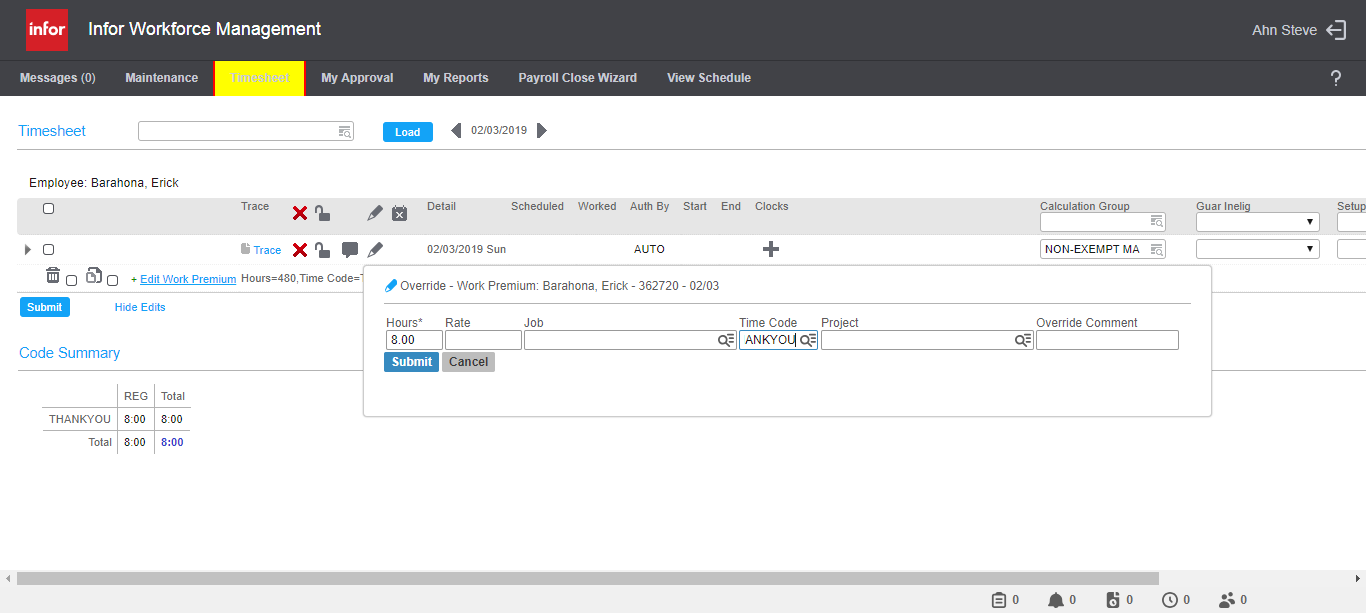 infor Infor Workforce Management Ahn Steve
Messages (0) Maintenance Timesheet My Approval My Reports Payroll Close Wizard View Schedule ?
Timesheet Load 02/03/2019
Employee: Barahona, Erick
Trace Detail Scheduled Worked Auth By Start End Clocks Calculation Group Guar Inelig Setup
Trace 02/03/2019 Sun AUTO NON-EXEMPT MA
+ Edit Work Premium Hours=480,Time Code=T
Override - Work Premium: Barahona, Erick - 362720 - 02/03
Submit Hide Edits
Hours* Rate Job Time Code Project Override Comment
8.00 ANKYOU
Submit Cancel
Code Summary
REG Total
THANKYOU 8:00 8:00
Total 8:00 8:00
0 0 0 0 0